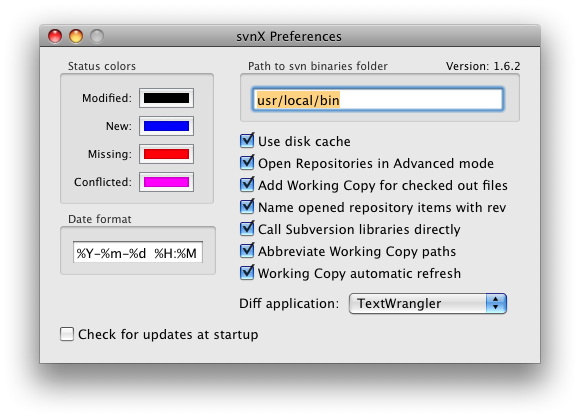 svnX Preferences
Status colors
Modified:
New:
Missing:
Conflicted:
Date format
%Y-%m-%d  %H:%M
Path to svn binaries folder
Version: 1.6.2
usr/local/bin
Use disk cache
Open Repositories in Advanced mode
Add Working Copy for checked out files
Name opened repository items with rev
Call Subversion libraries directly
Abbreviate Working Copy paths
Working Copy automatic refresh
Diff application:
TextWrangler
Check for updates at startup